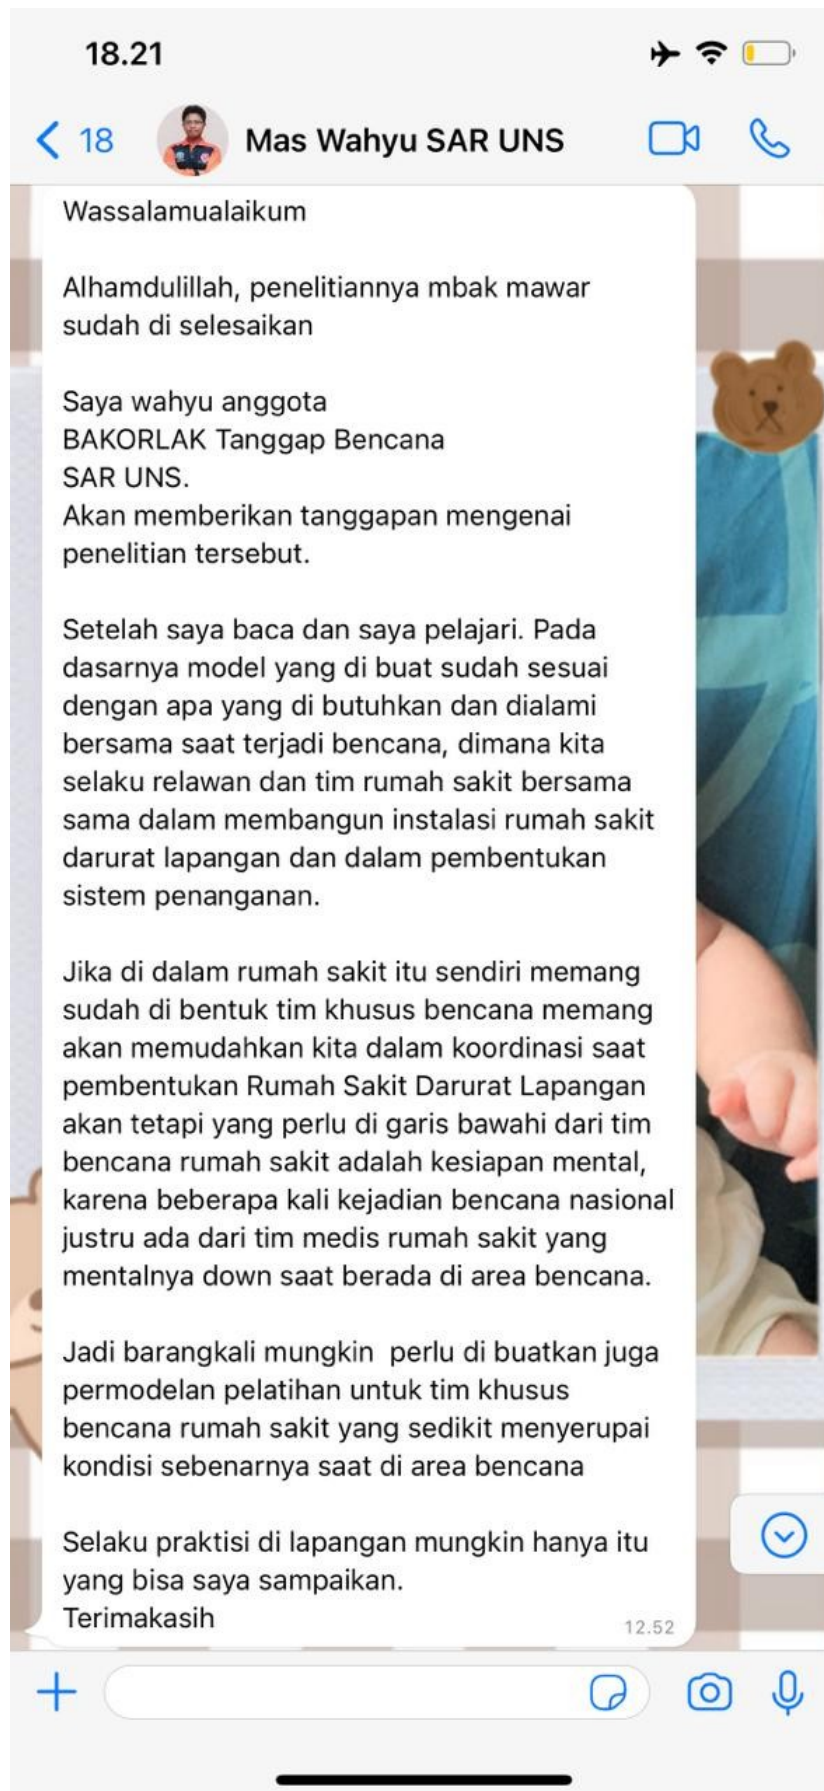 18.21
18
Mas Wahyu SAR UNS
Wassalamualaikum
Alhamdulillah, penelitiannya mbak mawar
sudah di selesaikan
Saya wahyu anggota
BAKORLAK Tanggap Bencana
SAR UNS.
Akan memberikan tanggapan mengenai
penelitian tersebut.
Setelah saya baca dan saya pelajari. Pada
dasarnya model yang di buat sudah sesuai
dengan apa yang di butuhkan dan dialami
bersama saat terjadi bencana, dimana kita
selaku relawan dan tim rumah sakit bersama
sama dalam membangun instalasi rumah sakit
darurat lapangan dan dalam pembentukan
sistem penanganan.
Jika di dalam rumah sakit itu sendiri memang
sudah di bentuk tim khusus bencana memang
akan memudahkan kita dalam koordinasi saat
pembentukan Rumah Sakit Darurat Lapangan
akan tetapi yang perlu di garis bawahi dari tim
bencana rumah sakit adalah kesiapan mental,
karena beberapa kali kejadian bencana nasional
justru ada dari tim medis rumah sakit yang
mentalnya down saat berada di area bencana.
Jadi barangkali mungkin  perlu di buatkan juga
permodelan pelatihan untuk tim khusus
bencana rumah sakit yang sedikit menyerupai
kondisi sebenarnya saat di area bencana
Selaku praktisi di lapangan mungkin hanya itu
yang bisa saya sampaikan.
Terimakasih
12.52